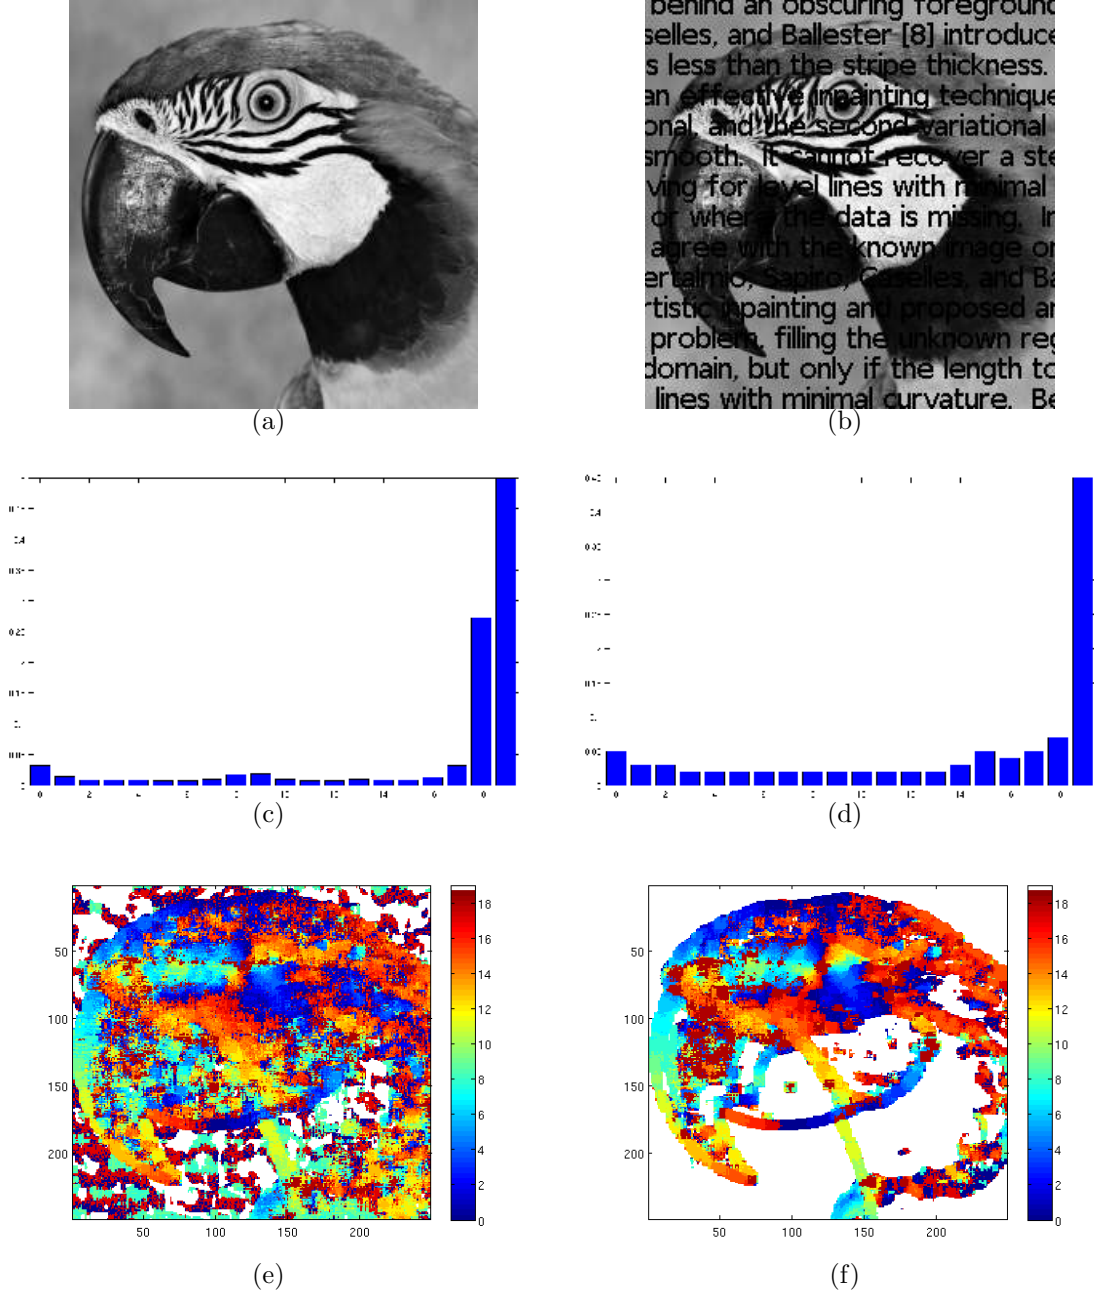 behind an obscuring foreground
selles, and Ballester [8] introduce
s less than the stripe thickness.
an effective inpainting technique
onal, and the second variational
smooth. It cannot recover a ste
ving for level lines with minimal
or where the data is missing. In
agree with the known image or
ertalmio, Sapiro, Caselles, and Ba
rtistic inpainting and proposed an
problem, filling the unknown reg
domain, but only if the length to
lines with minimal curvature. Be
(a)
(b)
(c)
(d)
50
100
150
200
50 100 150 200
18
16
14
12
10
8
6
4
2
0
50
100
150
200
50 100 150 200
18
16
14
12
10
8
6
4
2
0
(e)
(f)